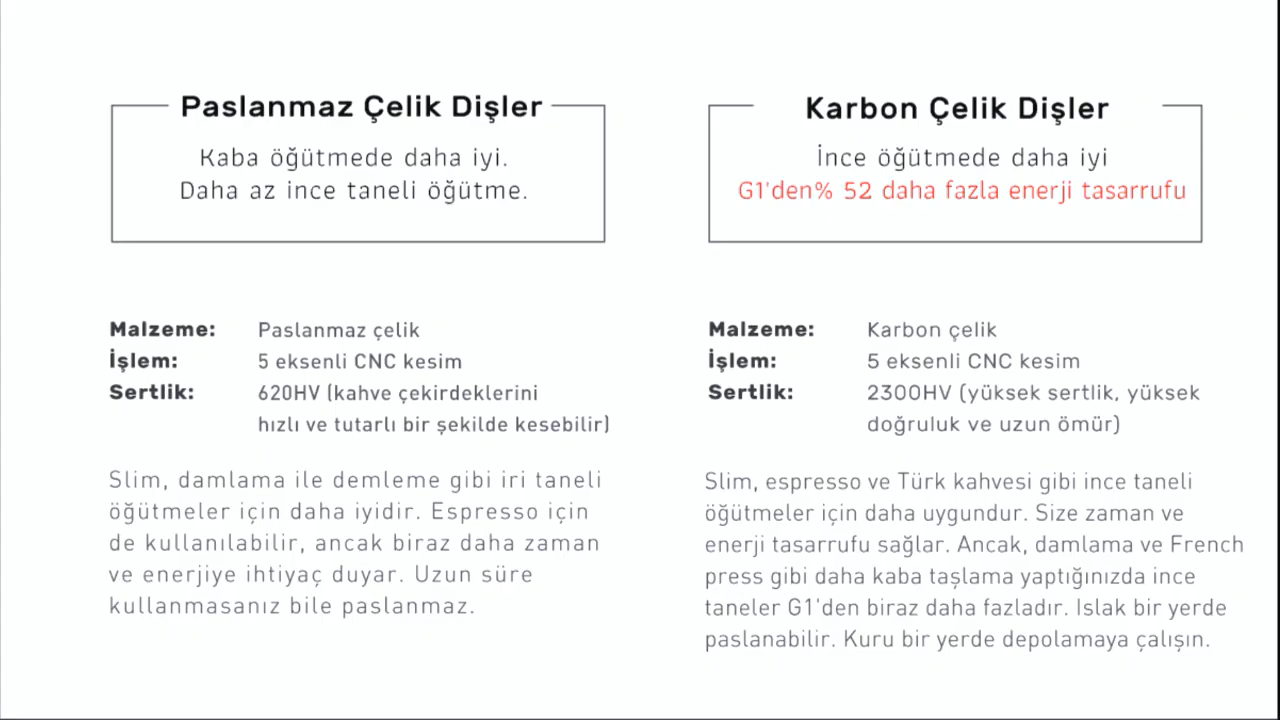 Paslanmaz Çelik Dişler
Kaba öğütmede daha iyi.
Daha az ince taneli öğütme.
Malzeme: Paslanmaz çelik
İşlem: 5 eksenli CNC kesim
Sertlik: 620HV (kahve çekirdeklerini
hızlı ve tutarlı bir şekilde kesebilir)
Slim, damlama ile demleme gibi iri taneli
öğütmeler için daha iyidir. Espresso için
de kullanılabilir, ancak biraz daha zaman
ve enerjiye ihtiyaç duyar. Uzun süre
kullanmasanız bile paslanmaz.
Karbon Çelik Dişler
İnce öğütmede daha iyi
G1'den% 52 daha fazla enerji tasarrufu
Malzeme: Karbon çelik
İşlem: 5 eksenli CNC kesim
Sertlik: 2300HV (yüksek sertlik, yüksek
doğruluk ve uzun ömür)
Slim, espresso ve Türk kahvesi gibi ince taneli
öğütmeler için daha uygundur. Size zaman ve
enerji tasarrufu sağlar. Ancak, damlama ve French
press gibi daha kaba taşlama yaptığınızda ince
taneler G1'den biraz daha fazladır. Islak bir yerde
paslanabilir. Kuru bir yerde depolamaya çalışın.